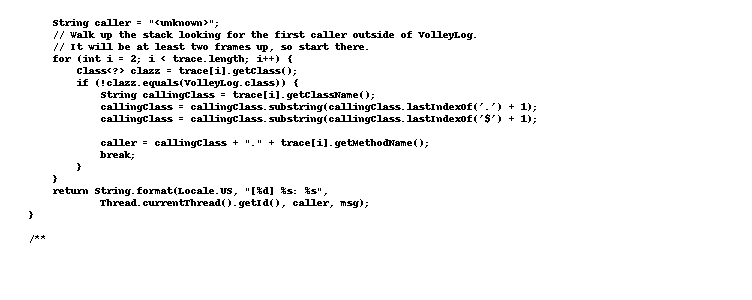 String caller = "<unknown>";
// Walk up the stack looking for the first caller outside of VolleyLog.
// It will be at least two frames up, so start there.
for (int i = 2; i < trace.length; i++) {
Class<?> clazz = trace[i].getClass();
if (!clazz.equals(VolleyLog.class)) {
String callingClass = trace[i].getClassName();
callingClass = callingClass.substring(callingClass.lastIndexOf('.') + 1);
callingClass = callingClass.substring(callingClass.lastIndexOf('$') + 1);
caller = callingClass + "." + trace[i].getMethodName();
break;
}
}
return String.format(Locale.US, "[%d] %s: %s",
Thread.currentThread().getId(), caller, msg);
}
/**